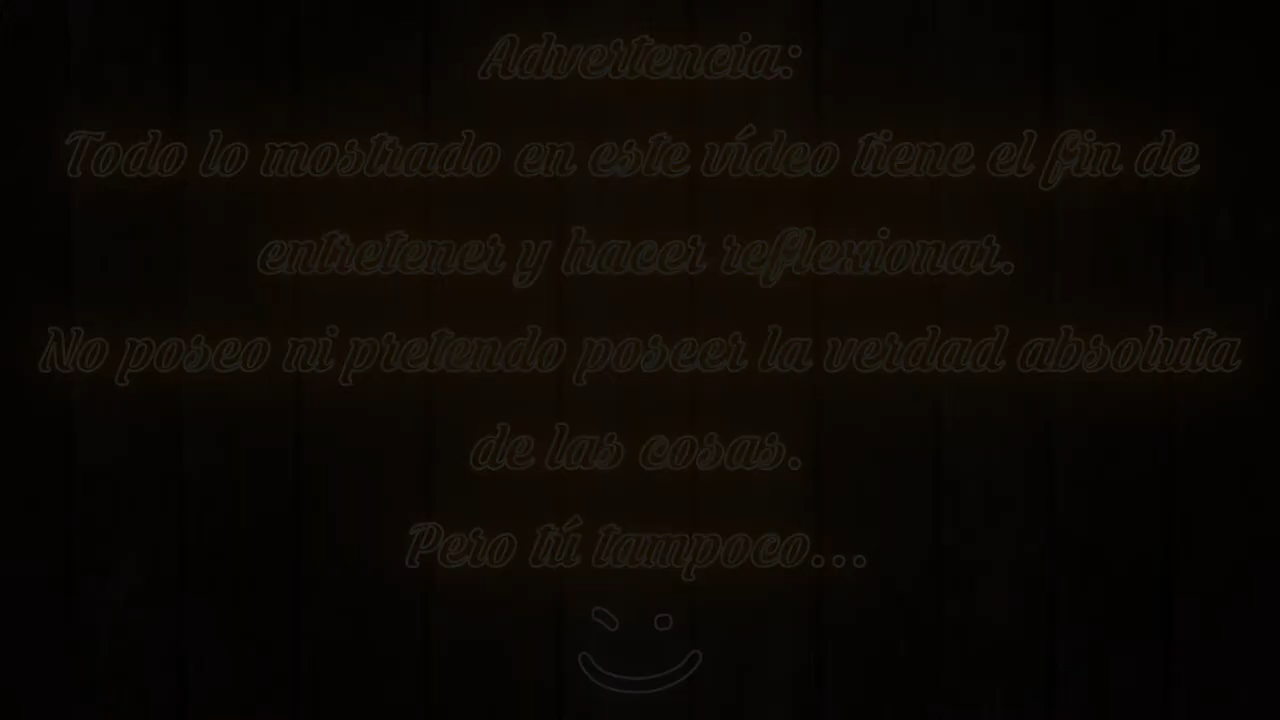 Advertencia:
Todo lo mostrado en este vídeo tiene el fin de
entretener y hacer reflexionar.
No poseo ni pretendo poseer la verdad absoluta
de las cosas.
Pero tú tampoco...